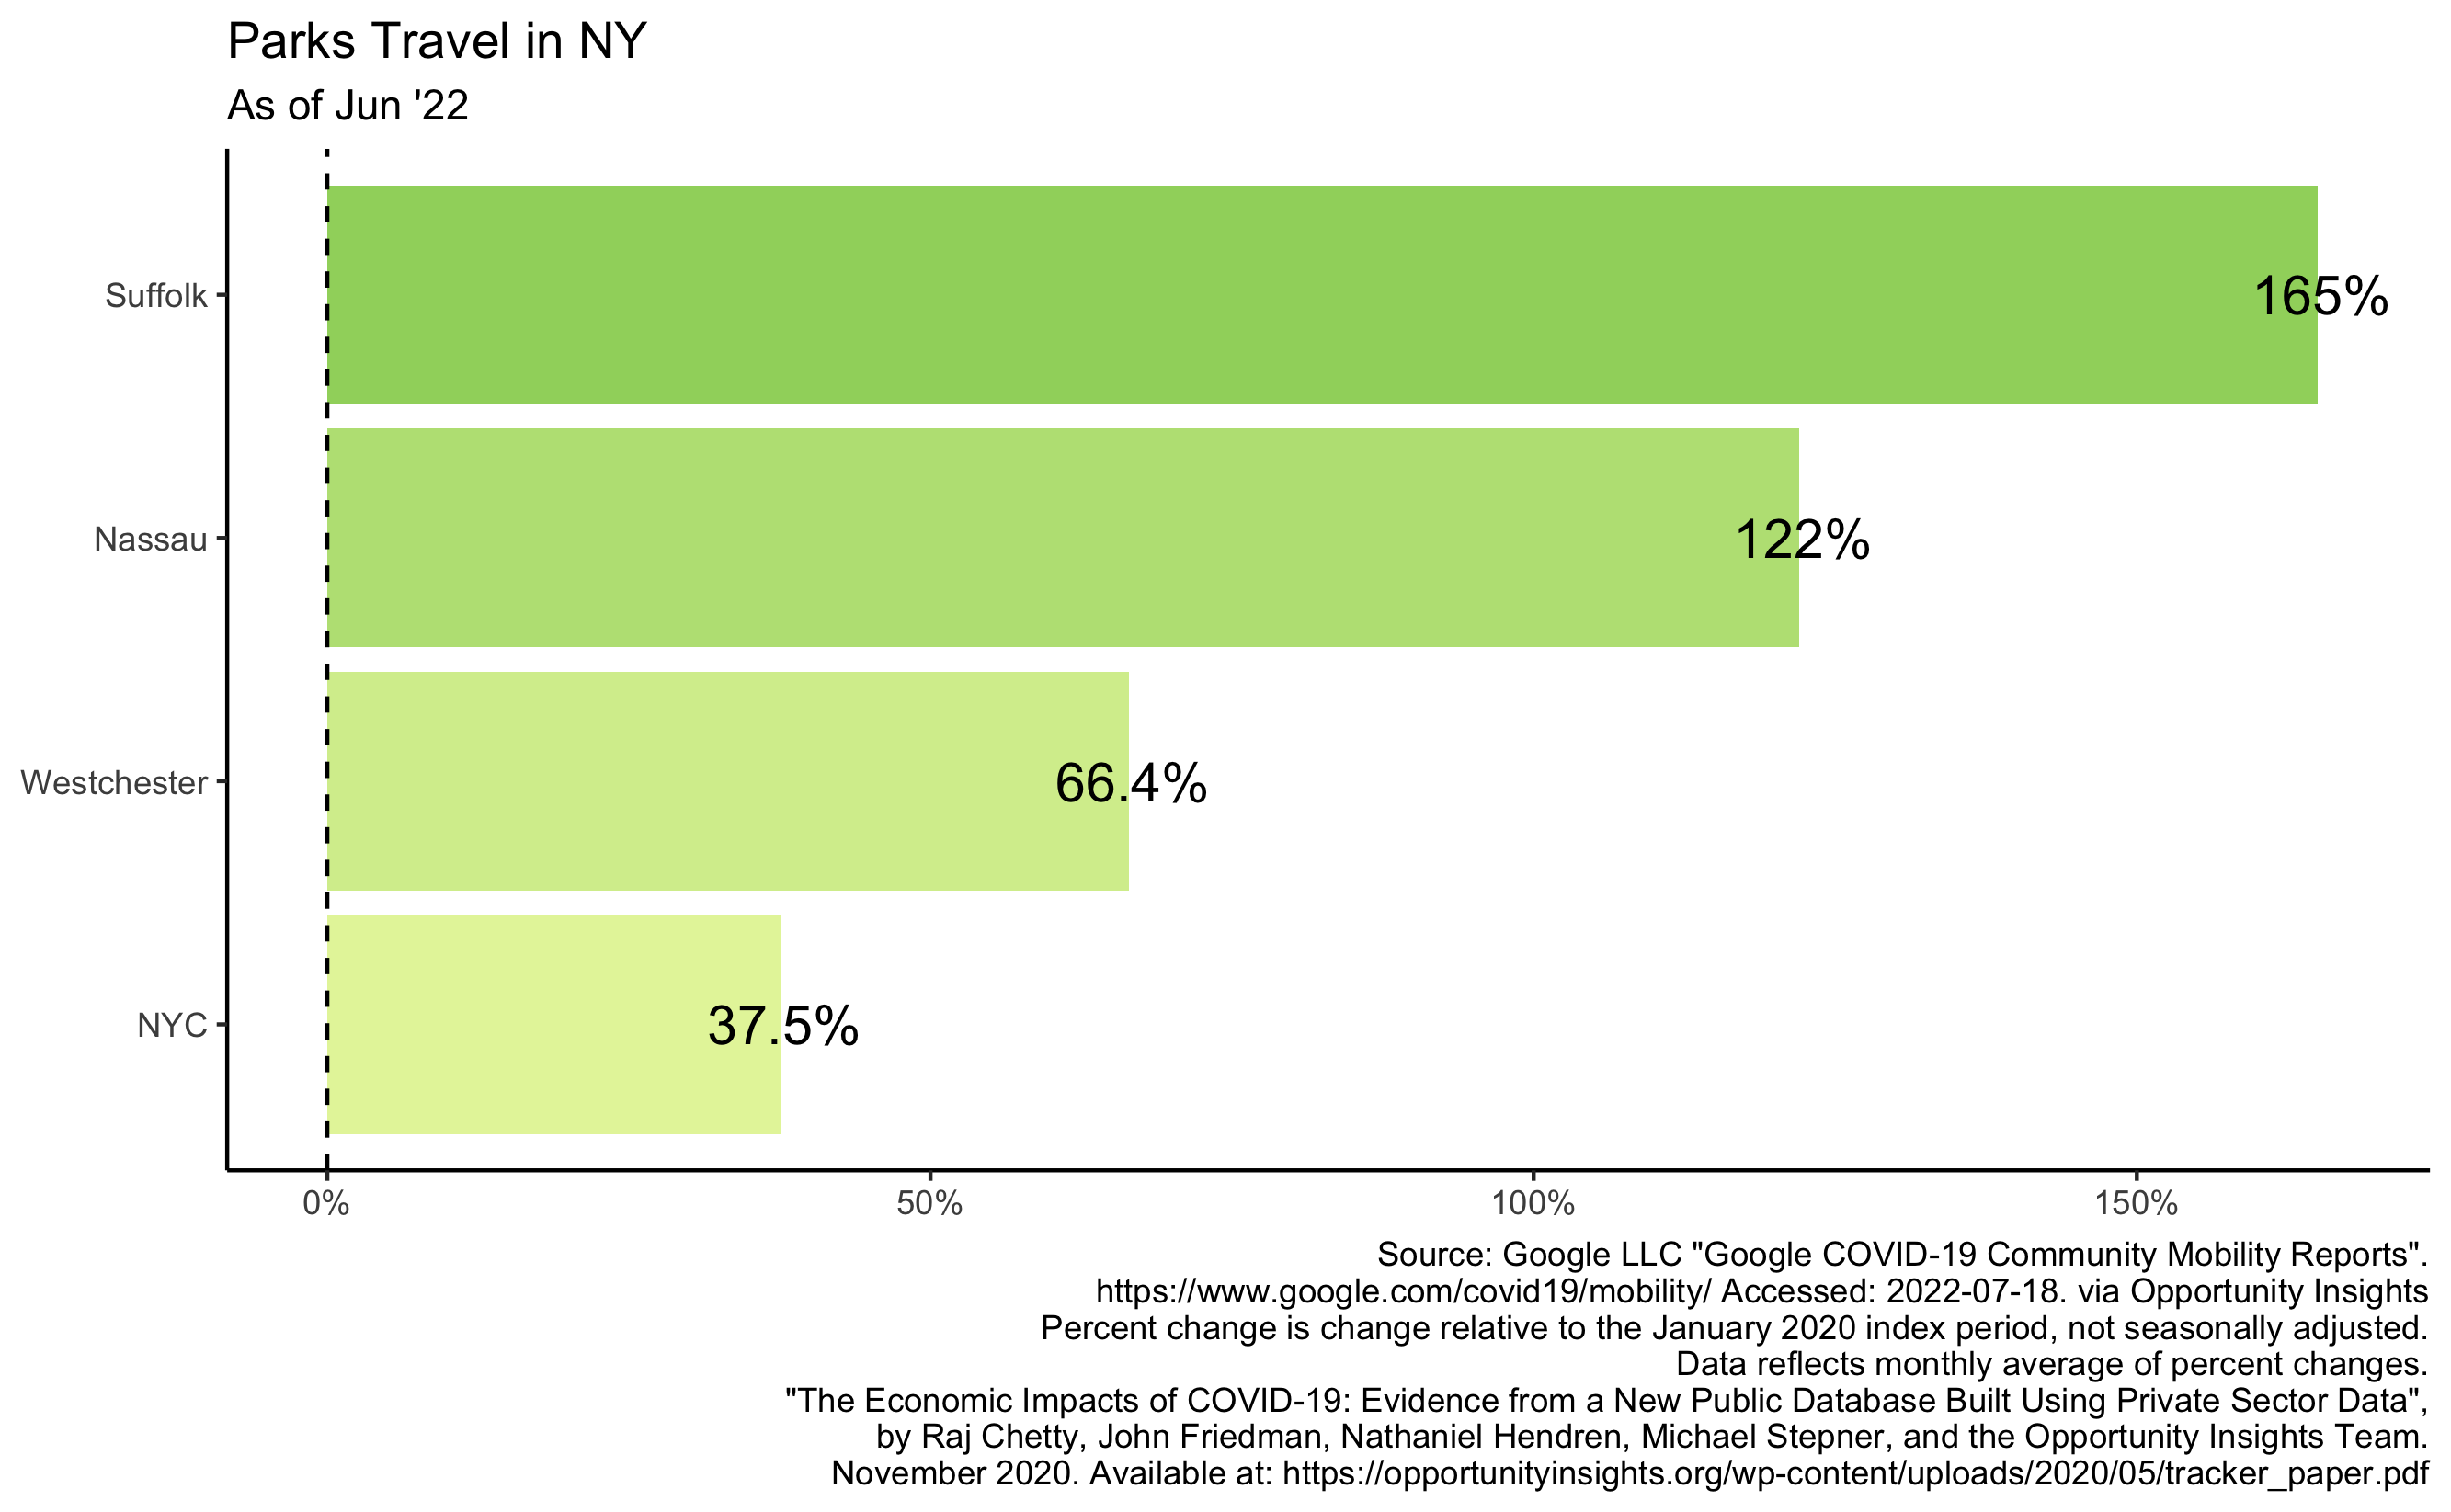 Parks Travel in NY
As of Jun '22
Suffolk
165%
Nassau
122%
Westchester
66.4%
NYC
37.5%
0% 50% 100% 150%
Source: Google LLC "Google COVID-19 Community Mobility Reports".
https://www.google.com/covid19/mobility/ Accessed: 2022-07-18. via Opportunity Insights
Percent change is change relative to the January 2020 index period, not seasonally adjusted.
Data reflects monthly average of percent changes.
"The Economic Impacts of COVID-19: Evidence from a New Public Database Built Using Private Sector Data",
by Raj Chetty, John Friedman, Nathaniel Hendren, Michael Stepner, and the Opportunity Insights Team.
November 2020. Available at: https://opportunityinsights.org/wp-content/uploads/2020/05/tracker_paper.pdf